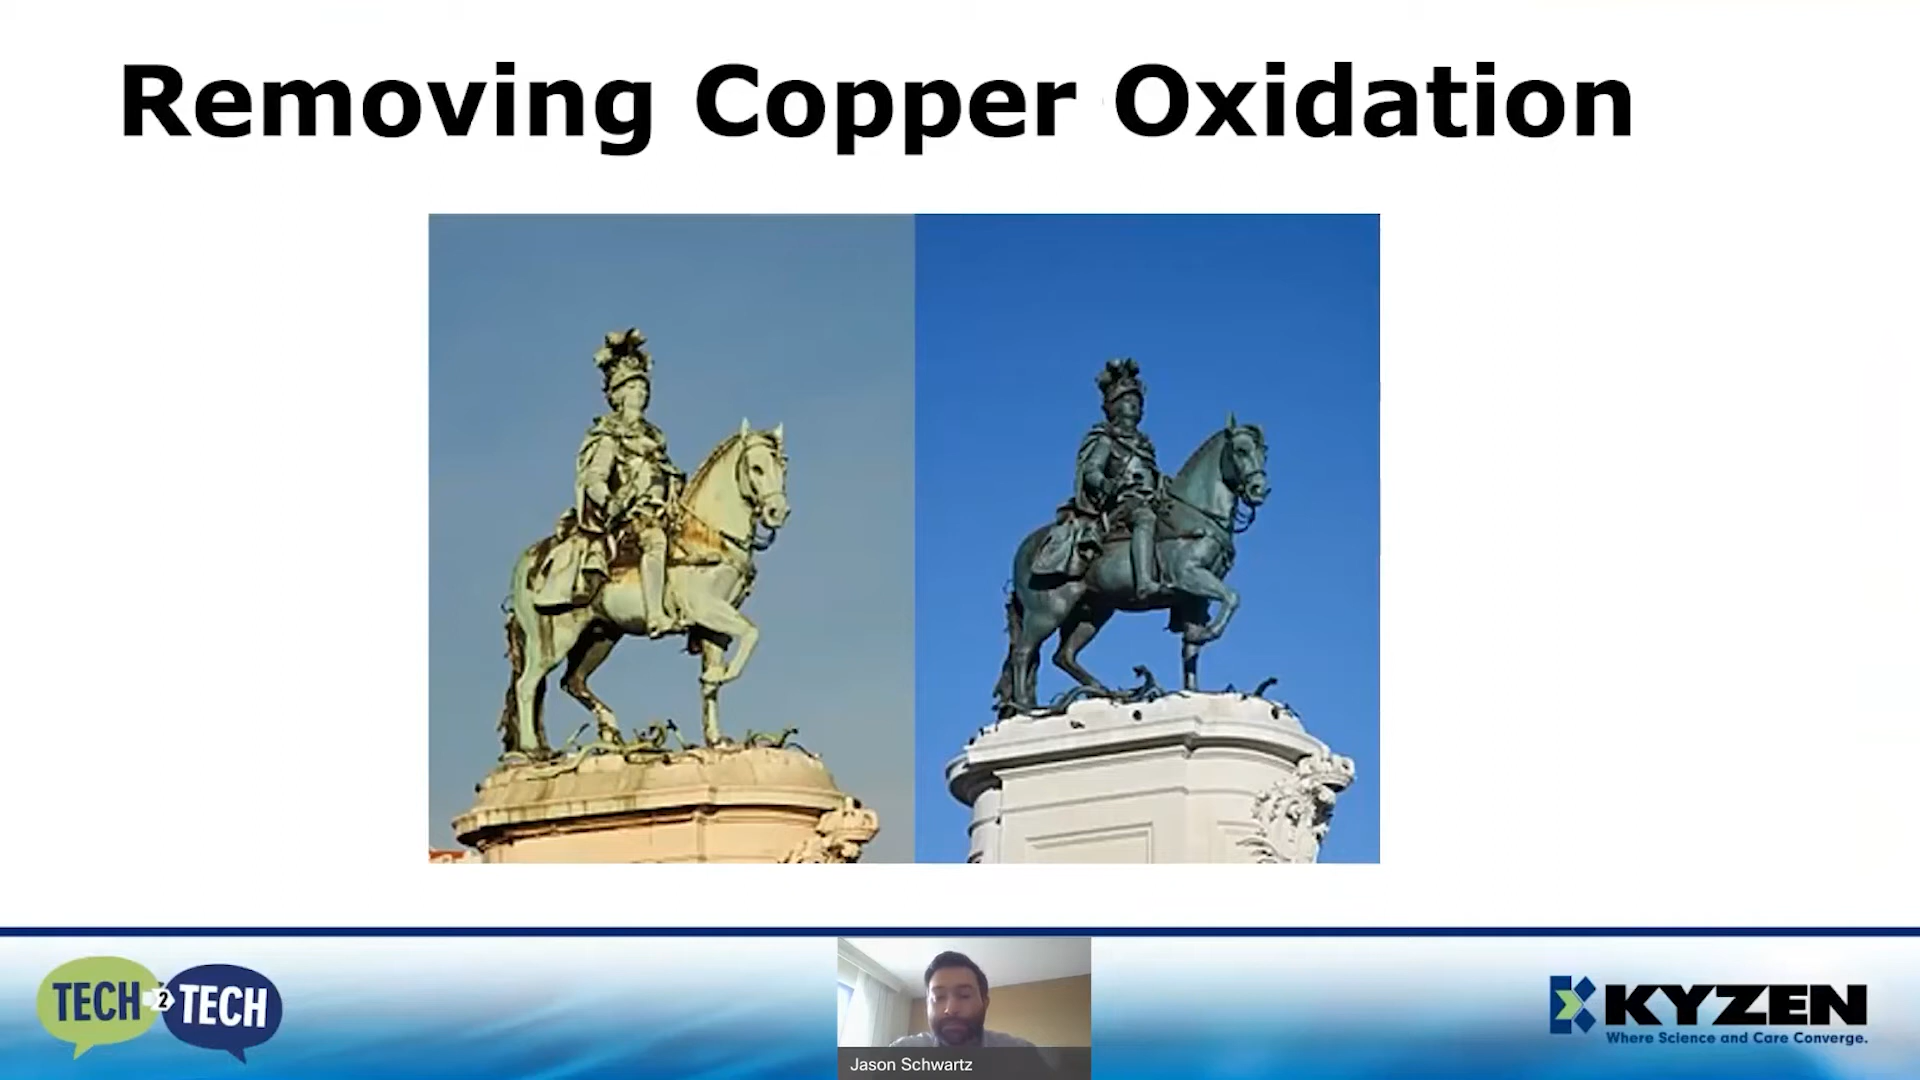 Removing Copper Oxidation
TECH 2 TECH
Jason Schwartz
KYZEN
Where Science and Care Converge.